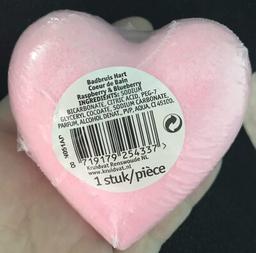 Badbruis Hart
Coeur de Bain
Raspberry & Blueberry
INGREDIENTS: SODIUM
BICARBONATE, CITRIC ACID, PEG-7
GLYCERYL COCOATE, SODIUM CARBONATE,
PARFUM, ALCOHOL DENAT., PVP, AQUA, CI 45100.
8 719179 254337
Kruidvat Renswoude NL
www.kruidvat.nl
1 stuk/pièce